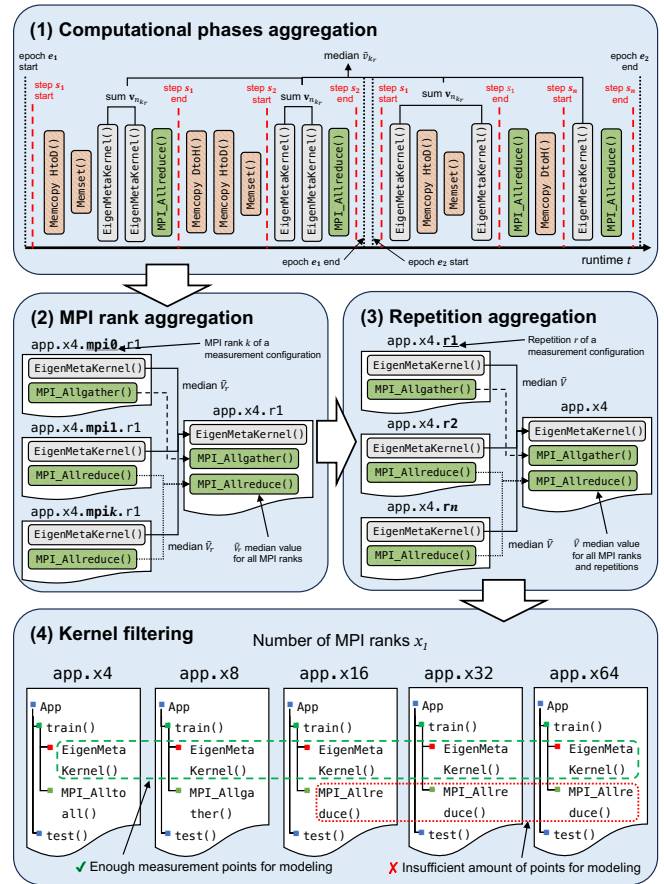 (1) Computational phases aggregation
epoch e1
start
median ṽkr
epoch e2
end
step s1
start
sum vnkr
step s1
end
step s2
start
sum vnkr
step s2
end
step s1
start
sum vnkr
step s1
end
step sn
start
step sn
end
Memcopy HtoD()
Memset()
EigenMetaKernel()
EigenMetaKernel()
MPI_Allreduce()
Memcopy DtoH()
Memcopy HtoD()
Memset()
EigenMetaKernel()
EigenMetaKernel()
MPI_Allreduce()
EigenMetaKernel()
Memcopy HtoD()
Memset()
EigenMetaKernel()
MPI_Allreduce()
Memcopy DtoH()
EigenMetaKernel()
MPI_Allreduce()
epoch e1 end
epoch e2 start
runtime t
(2) MPI rank aggregation
app.x4.mpi0.r1
MPI rank k of a
measurement configuration
EigenMetaKernel()
MPI_Allgather()
median Ṽr
app.x4.r1
app.x4.mpi1.r1
EigenMetaKernel()
MPI_Allreduce()
EigenMetaKernel()
MPI_Allgather()
MPI_Allreduce()
app.x4.mpik.r1
EigenMetaKernel()
MPI_Allreduce()
median Ṽr
Ṽr median value
for all MPI ranks
(3) Repetition aggregation
app.x4.r1
Repetition r of a
measurement configuration
EigenMetaKernel()
MPI_Allgather()
median Ṽ
app.x4
app.x4.r2
EigenMetaKernel()
MPI_Allreduce()
EigenMetaKernel()
MPI_Allgather()
MPI_Allreduce()
app.x4.rn
EigenMetaKernel()
MPI_Allreduce()
median Ṽ
Ṽ median value
for all MPI ranks
and repetitions
(4) Kernel filtering
Number of MPI ranks x1
app.x4
App
train()
EigenMeta
Kernel()
MPI_Allto
all()
test()
app.x8
App
train()
EigenMeta
Kernel()
MPI_Allga
ther()
test()
app.x16
App
train()
EigenMeta
Kernel()
MPI_Allre
duce()
test()
app.x32
App
train()
EigenMeta
Kernel()
MPI_Allre
duce()
test()
app.x64
App
train()
EigenMeta
Kernel()
MPI_Allre
duce()
test()
✓ Enough measurement points for modeling
✗ Insufficient amount of points for modeling